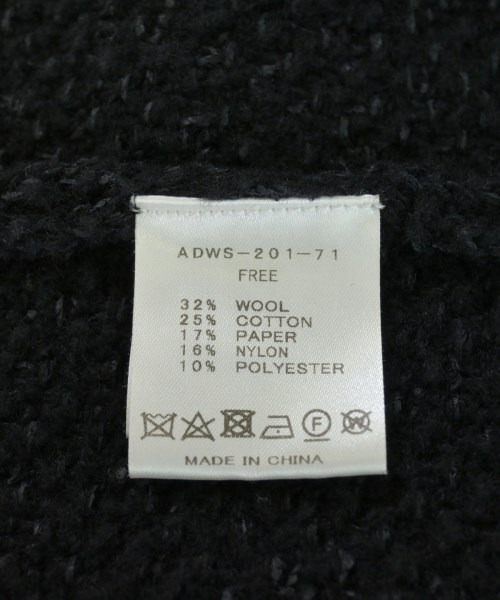 ADWS-201-71
FREE
32% WOOL
25% COTTON
17% PAPER
16% NYLON
10% POLYESTER
F W
MADE IN CHINA